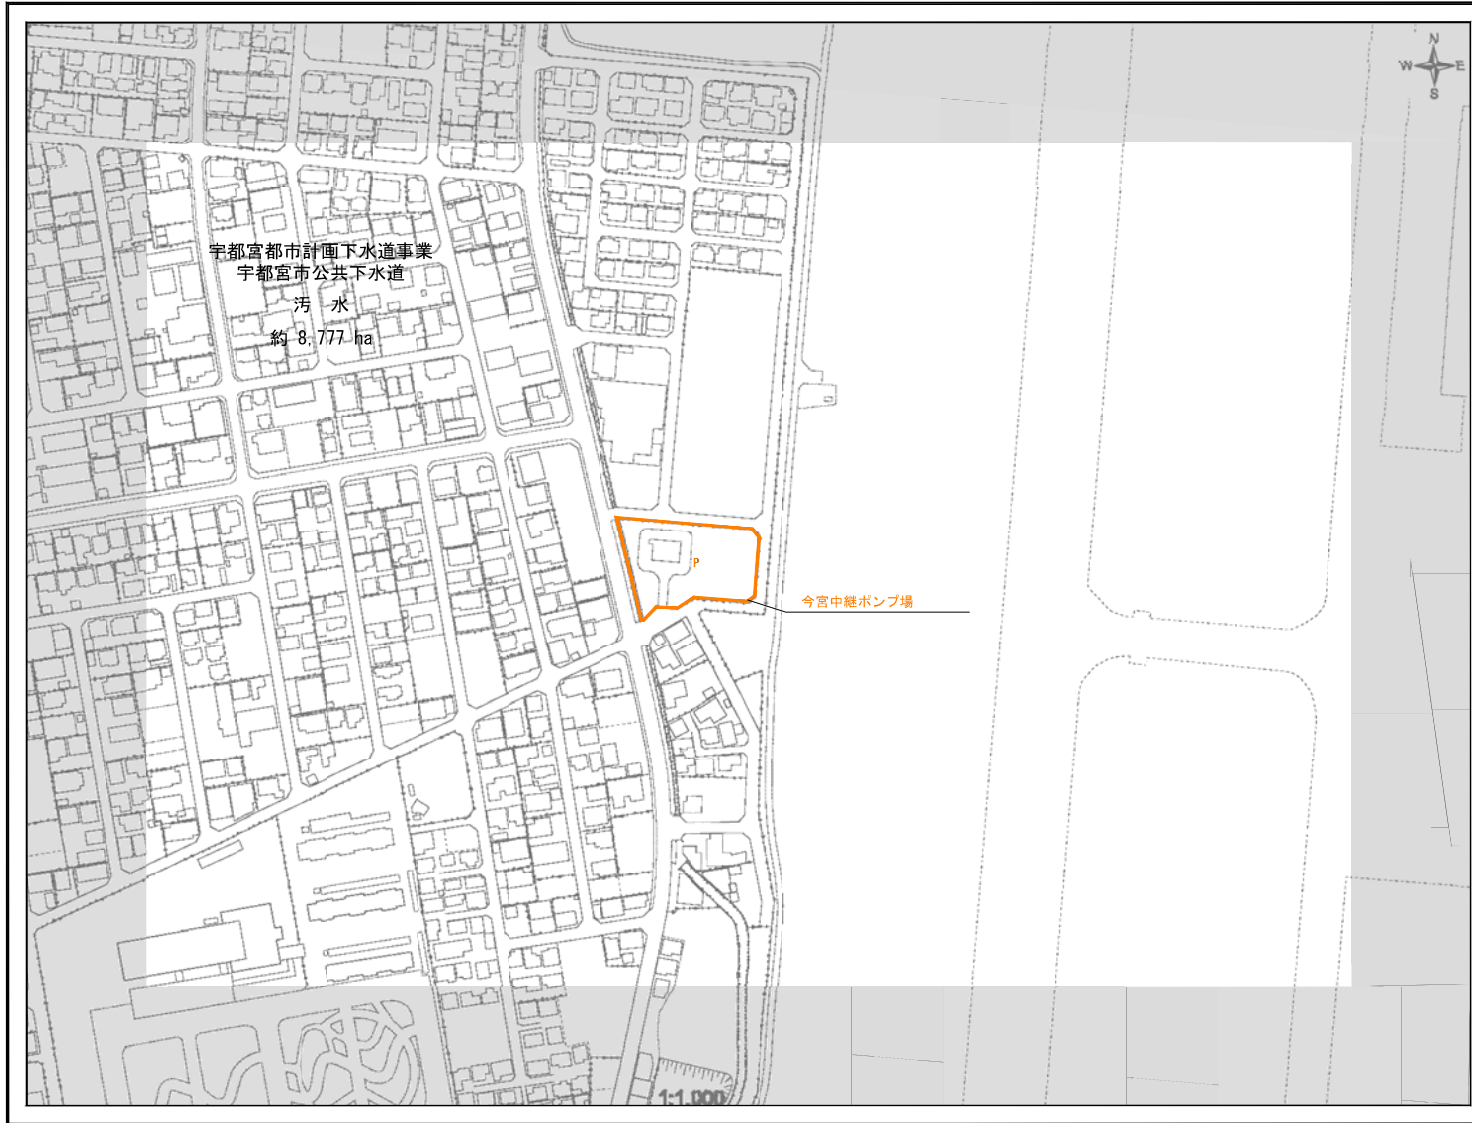 N
W E
S
宇都宮都市計画下水道事業
宇都宮市公共下水道
汚 水
約 8,777 ha
P
今宮中継ポンプ場
1:1,000